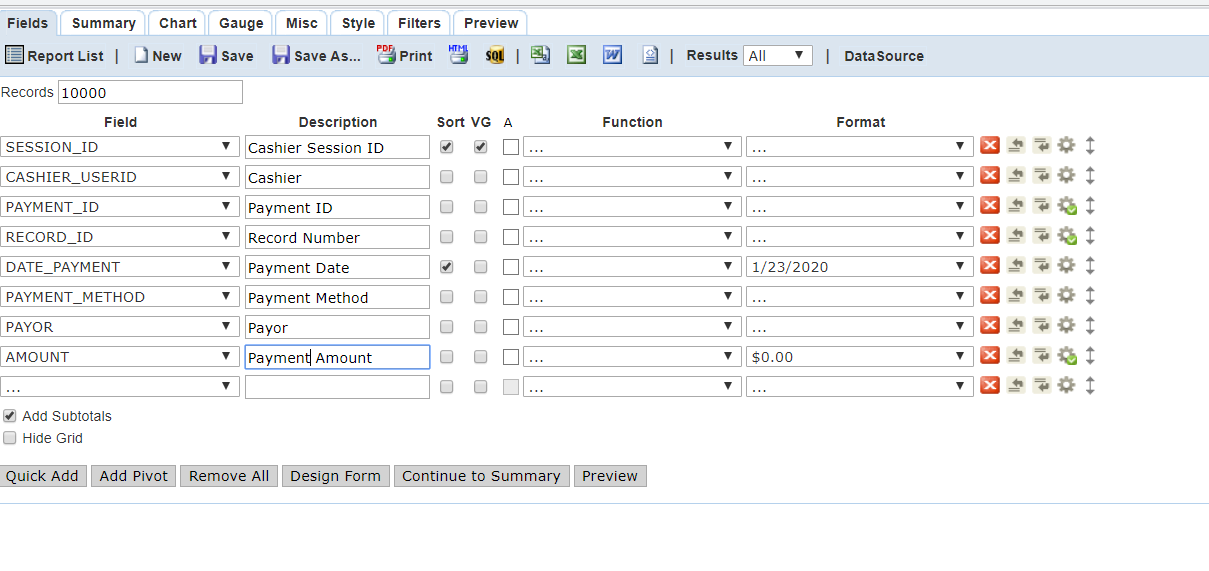 Fields Summary Chart Gauge Misc Style Filters Preview
Report List | New Save Save As... PDF Print HTML SQL | X X W | Results All | DataSource
Records 10000
Field Description Sort VG A Function Format
SESSION_ID Cashier Session ID ... ...
CASHIER_USERID Cashier ... ...
PAYMENT_ID Payment ID ... ...
RECORD_ID Record Number ... ...
DATE_PAYMENT Payment Date ... 1/23/2020
PAYMENT_METHOD Payment Method ... ...
PAYOR Payor ... ...
AMOUNT Payment Amount ... $0.00
... ... ...
Add Subtotals
Hide Grid
Quick Add Add Pivot Remove All Design Form Continue to Summary Preview